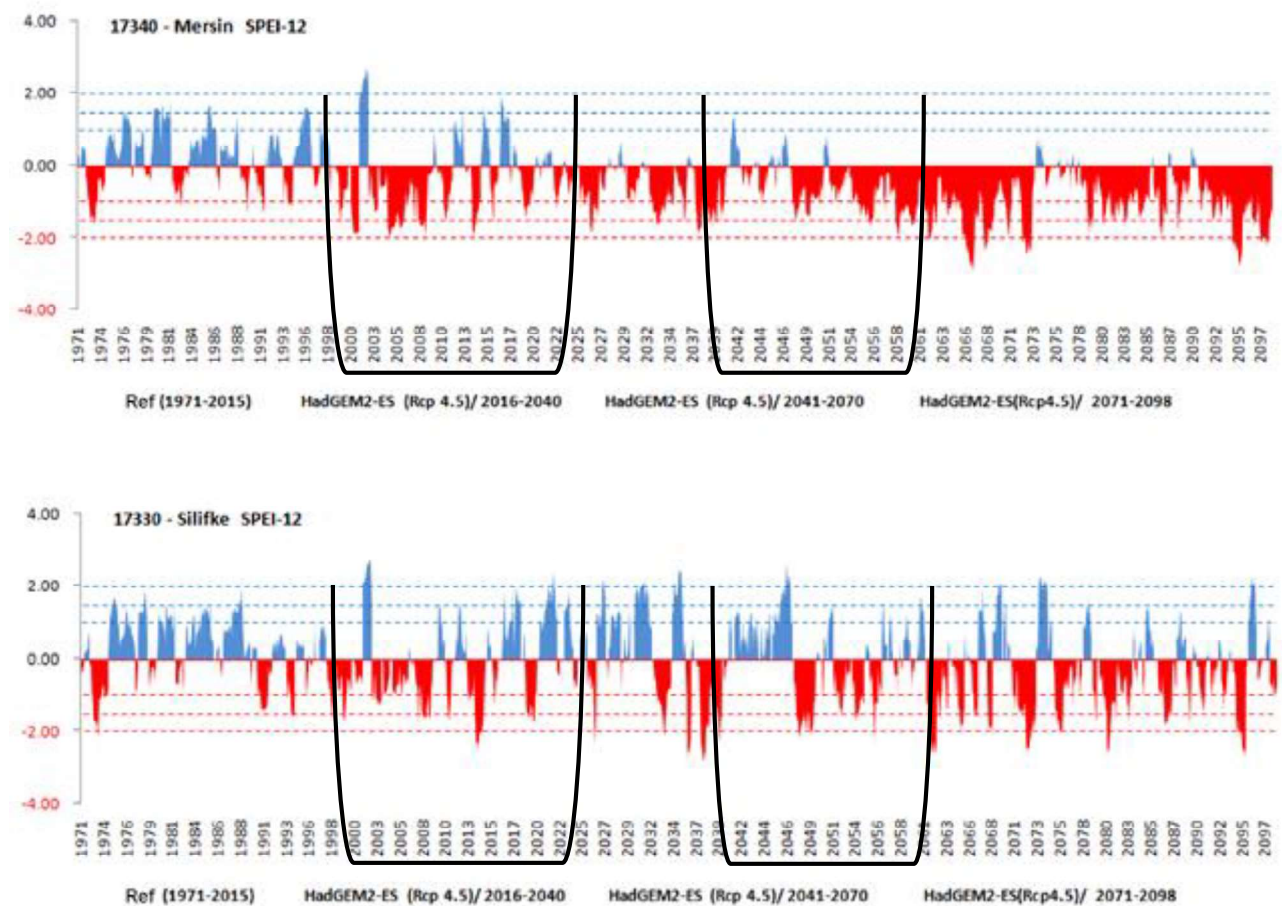 4.00
17340 - Mersin SPEI-12
2.00
0.00
-2.00
-4.00
1971 1974 1976 1979 1981 1984 1986 1988 1991 1993 1996 1998 2000 2003 2005 2008 2010 2013 2015 2017 2020 2022 2025 2027 2029 2032 2034 2037 2039 2042 2044 2046 2049 2051 2054 2056 2058 2061 2063 2066 2068 2071 2073 2075 2078 2080 2083 2085 2087 2090 2092 2095 2097
Ref (1971-2015) HadGEM2-ES (Rcp 4.5)/ 2016-2040 HadGEM2-ES (Rcp 4.5)/ 2041-2070 HadGEM2-ES(Rcp4.5)/ 2071-2098
4.00
17330 - Silifke SPEI-12
2.00
0.00
-2.00
-4.00
1971 1974 1976 1979 1981 1984 1986 1988 1991 1993 1996 1998 2000 2003 2005 2008 2010 2013 2015 2017 2020 2022 2025 2027 2029 2032 2034 2037 2039 2042 2044 2046 2049 2051 2054 2056 2058 2063 2066 2068 2071 2073 2075 2078 2080 2083 2085 2087 2090 2092 2095 2097
Ref (1971-2015) HadGEM2-ES (Rcp 4.5)/ 2016-2040 HadGEM2-ES (Rcp 4.5)/ 2041-2070 HadGEM2-ES(Rcp4.5)/ 2071-2098